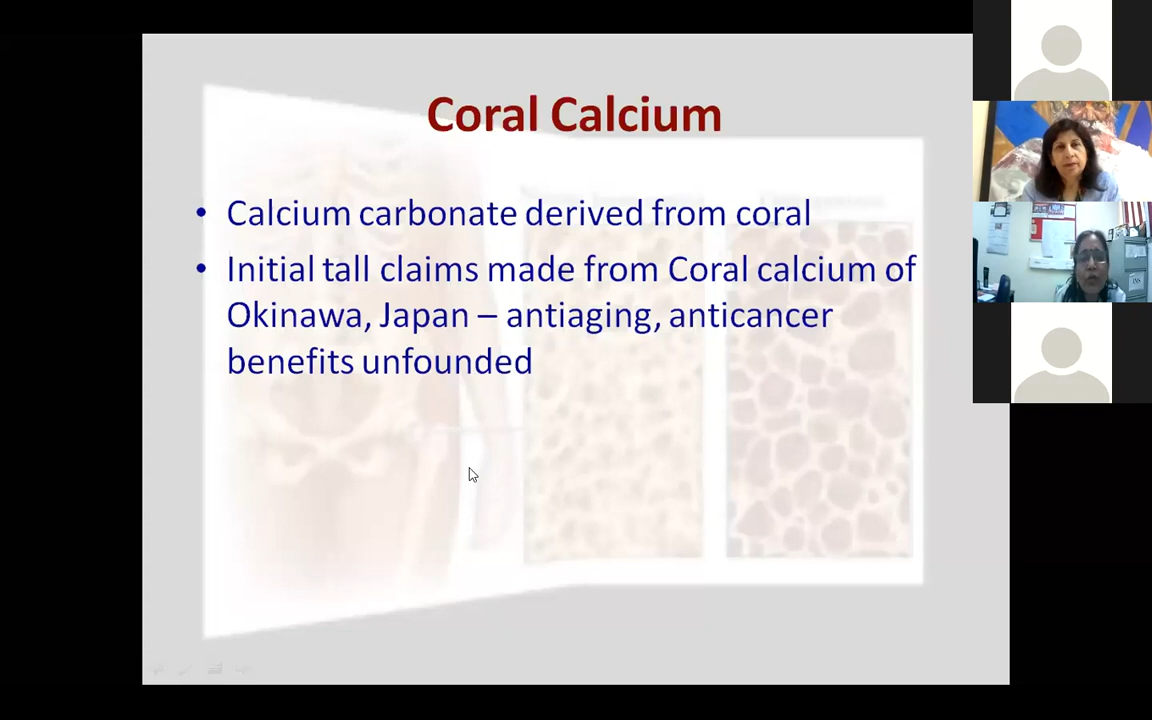 Coral Calcium
• Calcium carbonate derived from coral
• Initial tall claims made from Coral calcium of
Okinawa, Japan – antiaging, anticancer
benefits unfounded